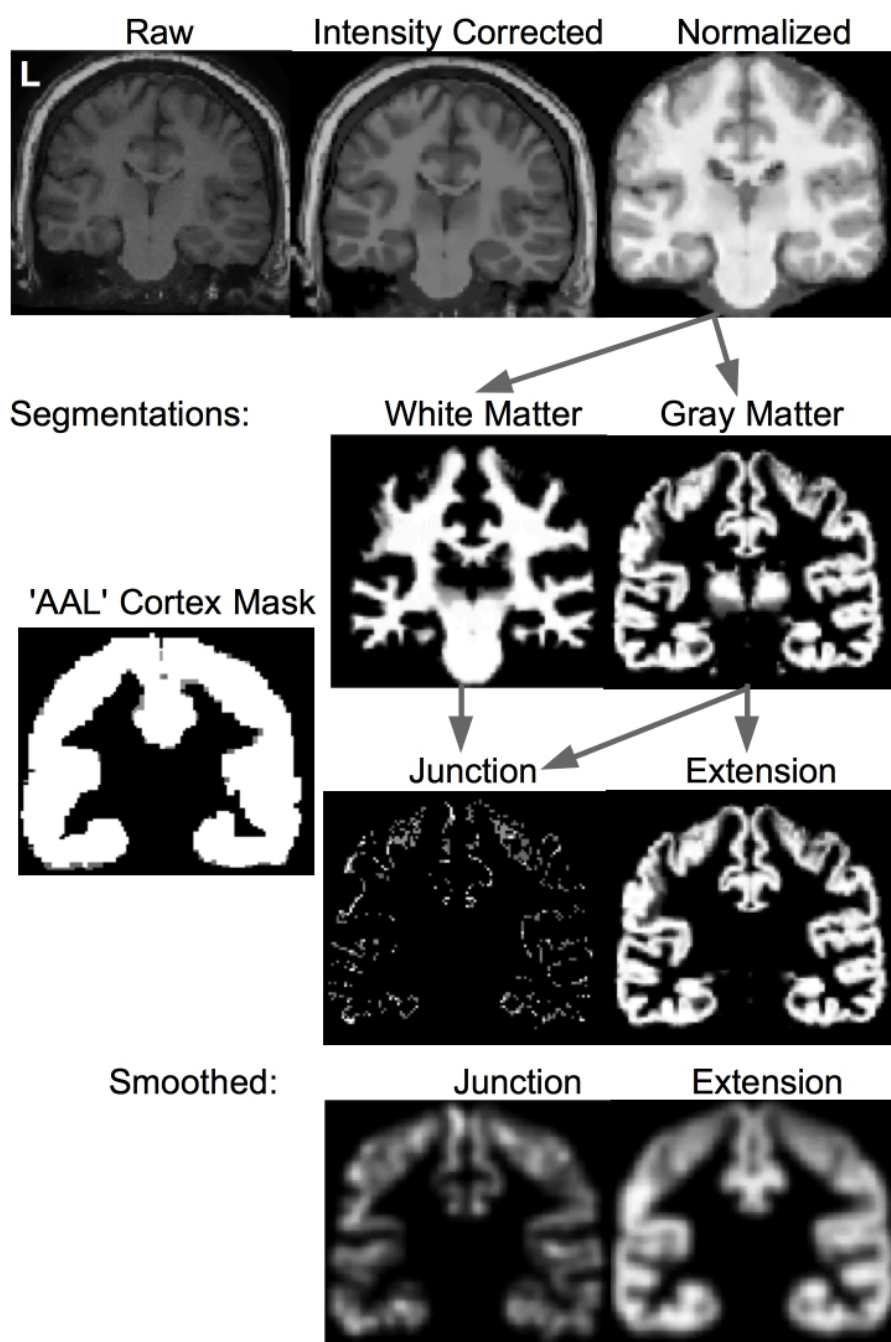 Raw Intensity Corrected Normalized
L
Segmentations: White Matter Gray Matter
'AAL' Cortex Mask
Junction Extension
Smoothed: Junction Extension